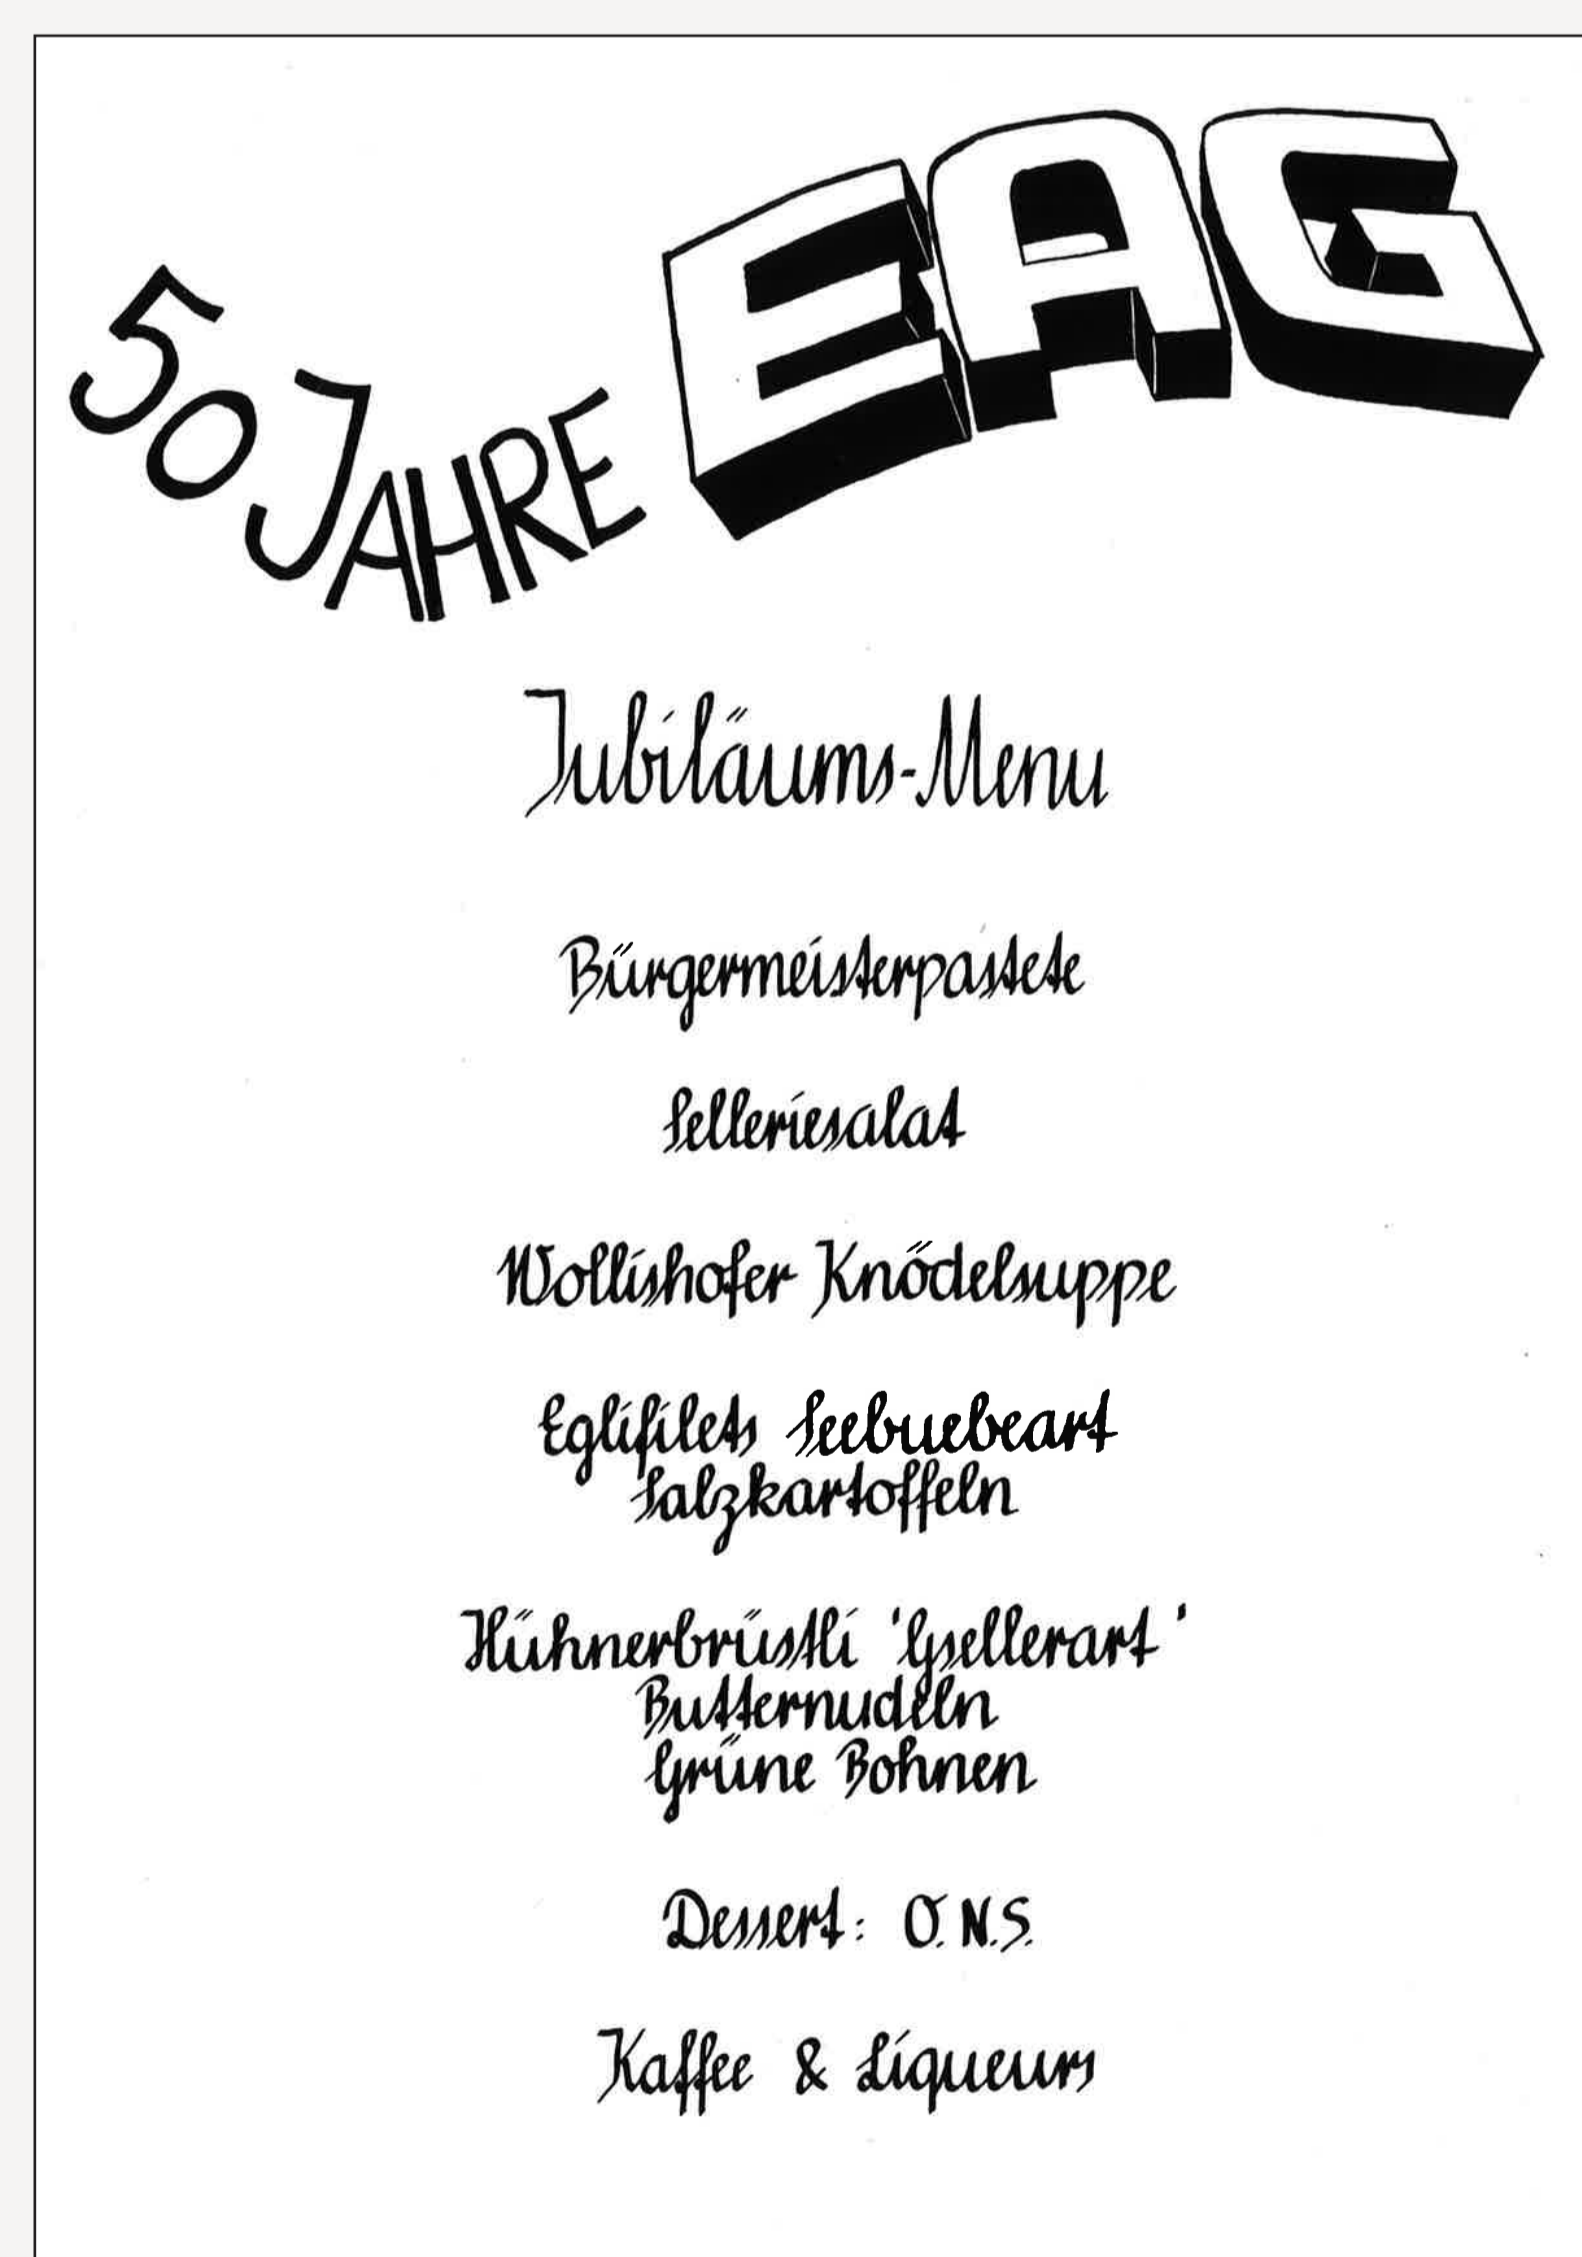 50 JAHRE EAG
Jubiläums-Menu
Bürgermeisterpastete
Selleriesalat
Wollishofer Knödelsuppe
Eglifilets Seebuebeart
Salzkartoffeln
Hühnerbrüstli 'Gsellerart'
Butternudeln
Grüne Bohnen
Dessert: O.N.S.
Kaffee & Liqueurs